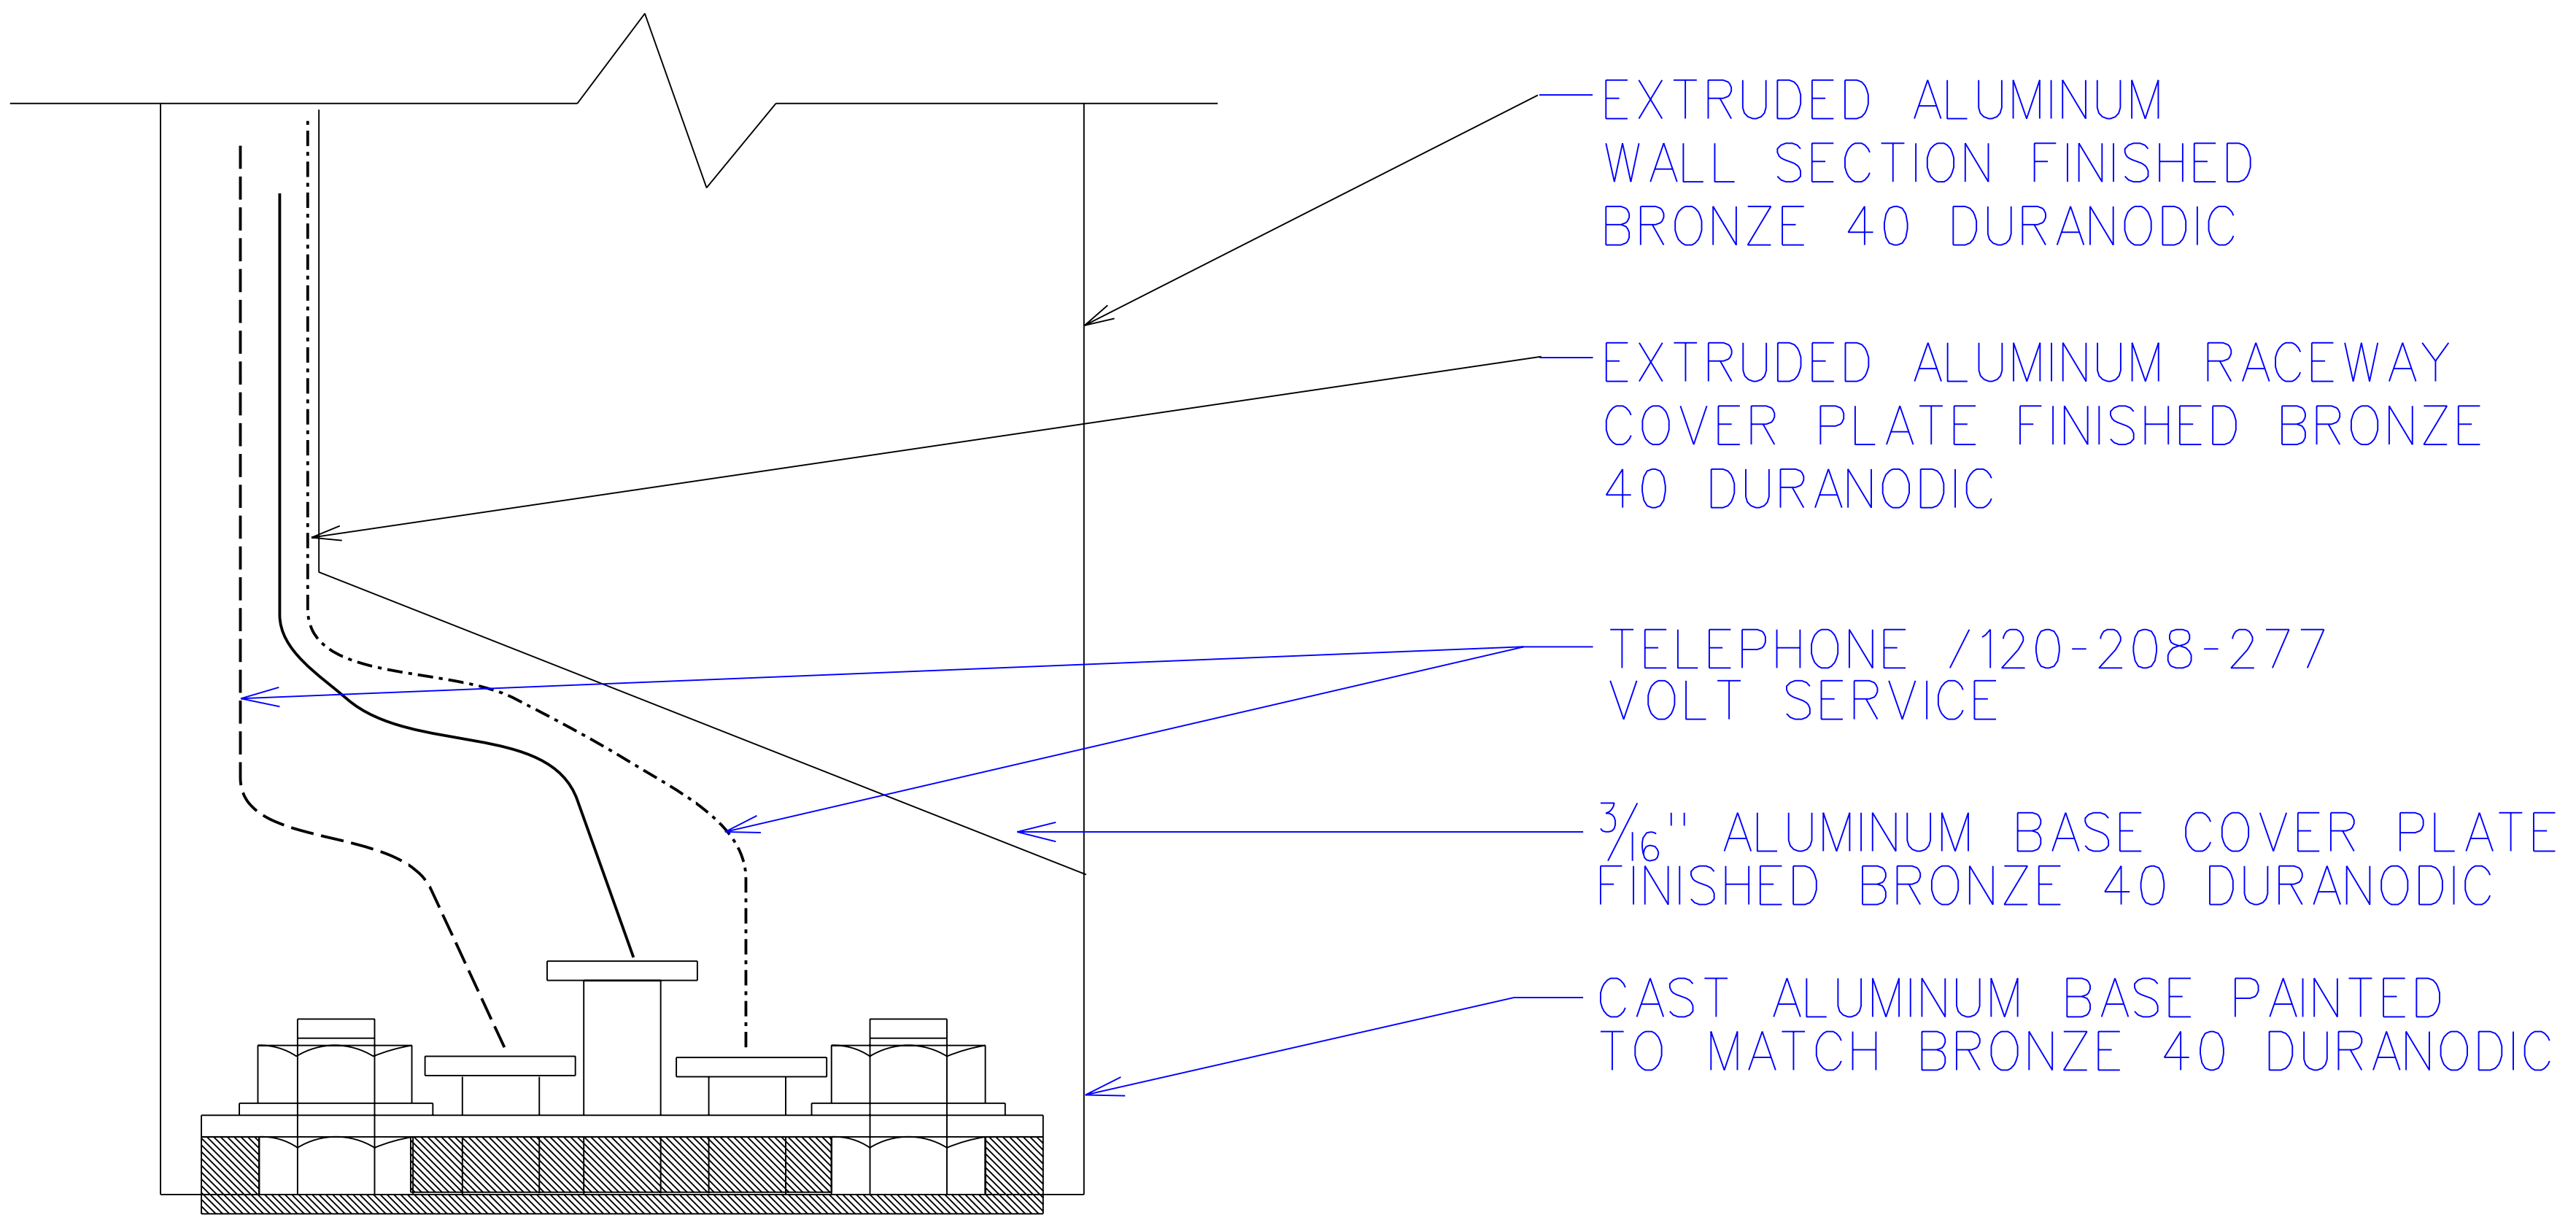 EXTRUDED ALUMINUM
WALL SECTION FINISHED
BRONZE 40 DURANODIC
EXTRUDED ALUMINUM RACEWAY
COVER PLATE FINISHED BRONZE
40 DURANODIC
TELEPHONE /120-208-277
VOLT SERVICE
3/16" ALUMINUM BASE COVER PLATE
FINISHED BRONZE 40 DURANODIC
CAST ALUMINUM BASE PAINTED
TO MATCH BRONZE 40 DURANODIC